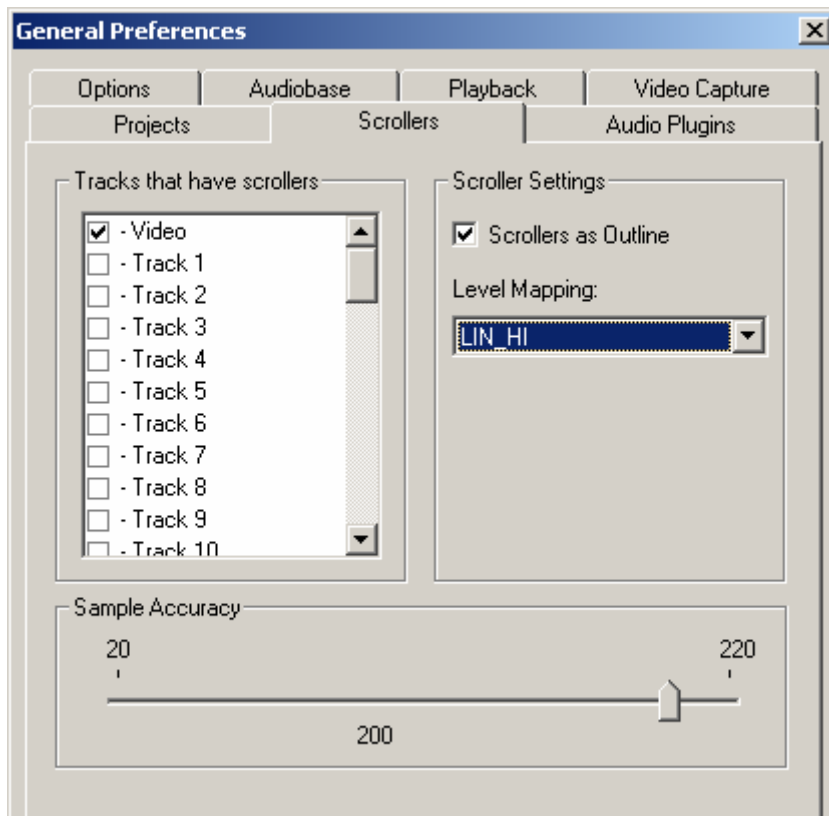 General Preferences
Options Audiobase Playback Video Capture
Projects Scrollers Audio Plugins
Tracks that have scrollers
- Video
- Track 1
- Track 2
- Track 3
- Track 4
- Track 5
- Track 6
- Track 7
- Track 8
- Track 9
- Track 10
Scroller Settings
Scrollers as Outline
Level Mapping:
LIN_HI
Sample Accuracy
20 220
200